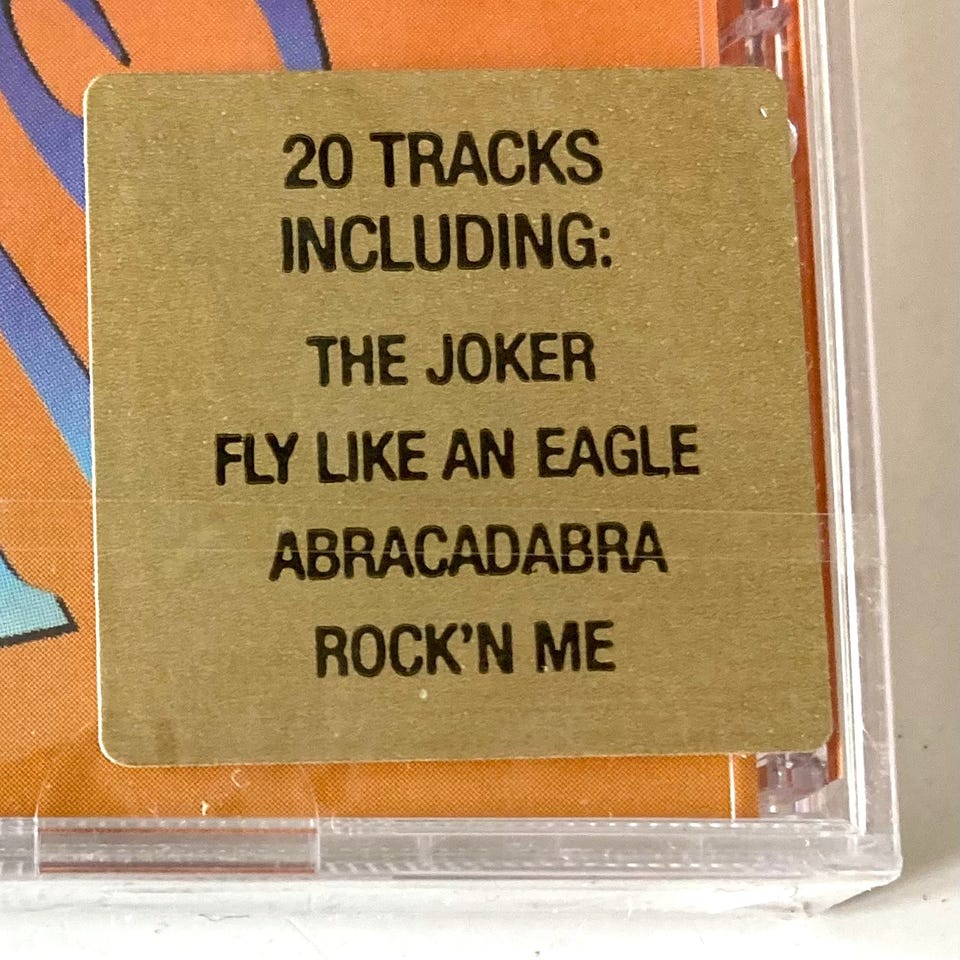 20 TRACKS
INCLUDING:
THE JOKER
FLY LIKE AN EAGLE
ABRACADABRA
ROCK'N ME